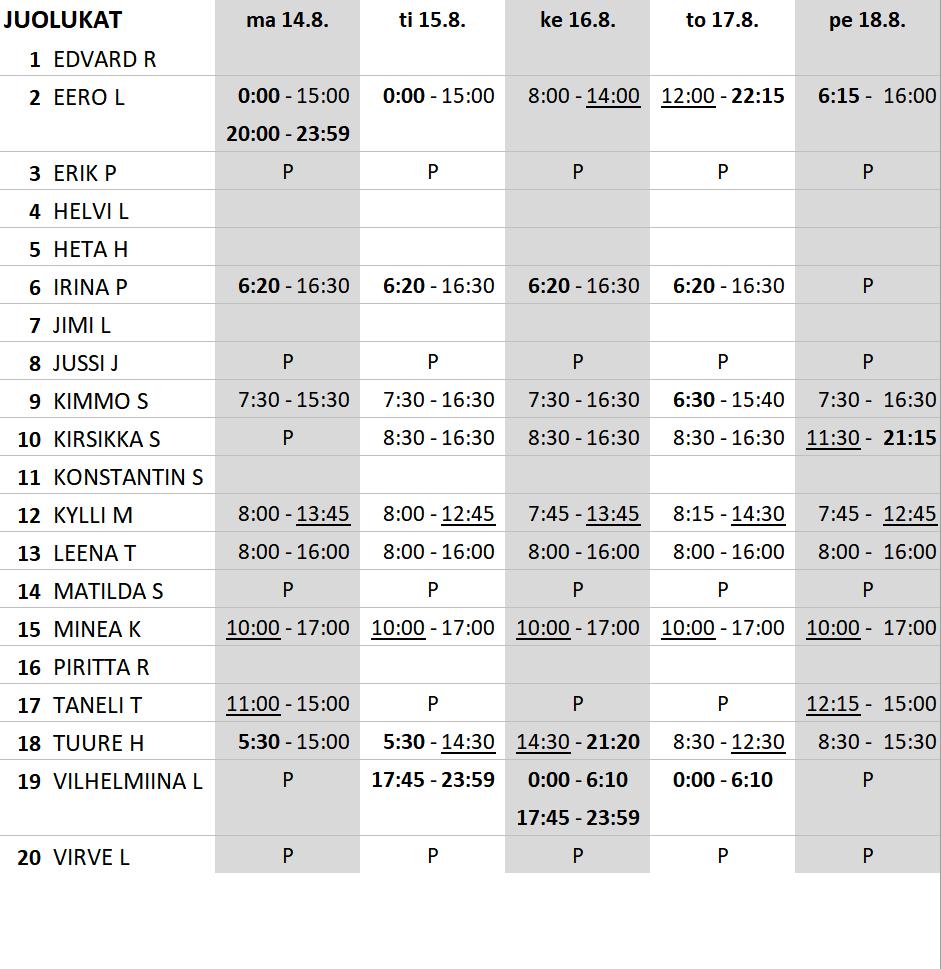 JUOLUKAT ma 14.8. ti 15.8. ke 16.8. to 17.8. pe 18.8.
1 EDVARD R
2 EERO L 0:00 - 15:00 0:00 - 15:00 8:00 - 14:00 12:00 - 22:15 6:15 - 16:00
20:00 - 23:59
3 ERIK P P P P P P
4 HELVI L
5 HETA H
6 IRINA P 6:20 - 16:30 6:20 - 16:30 6:20 - 16:30 6:20 - 16:30 P
7 JIMI L
8 JUSSI J P P P P P
9 KIMMO S 7:30 - 15:30 7:30 - 16:30 7:30 - 16:30 6:30 - 15:40 7:30 - 16:30
10 KIRSIKKA S P 8:30 - 16:30 8:30 - 16:30 8:30 - 16:30 11:30 - 21:15
11 KONSTANTIN S
12 KYLLI M 8:00 - 13:45 8:00 - 12:45 7:45 - 13:45 8:15 - 14:30 7:45 - 12:45
13 LEENA T 8:00 - 16:00 8:00 - 16:00 8:00 - 16:00 8:00 - 16:00 8:00 - 16:00
14 MATILDA S P P P P P
15 MINEA K 10:00 - 17:00 10:00 - 17:00 10:00 - 17:00 10:00 - 17:00 10:00 - 17:00
16 PIRITTA R
17 TANELI T 11:00 - 15:00 P P P 12:15 - 15:00
18 TUURE H 5:30 - 15:00 5:30 - 14:30 14:30 - 21:20 8:30 - 12:30 8:30 - 15:30
19 VILHELMIINA L P 17:45 - 23:59 0:00 - 6:10 0:00 - 6:10 P
17:45 - 23:59
20 VIRVE L P P P P P